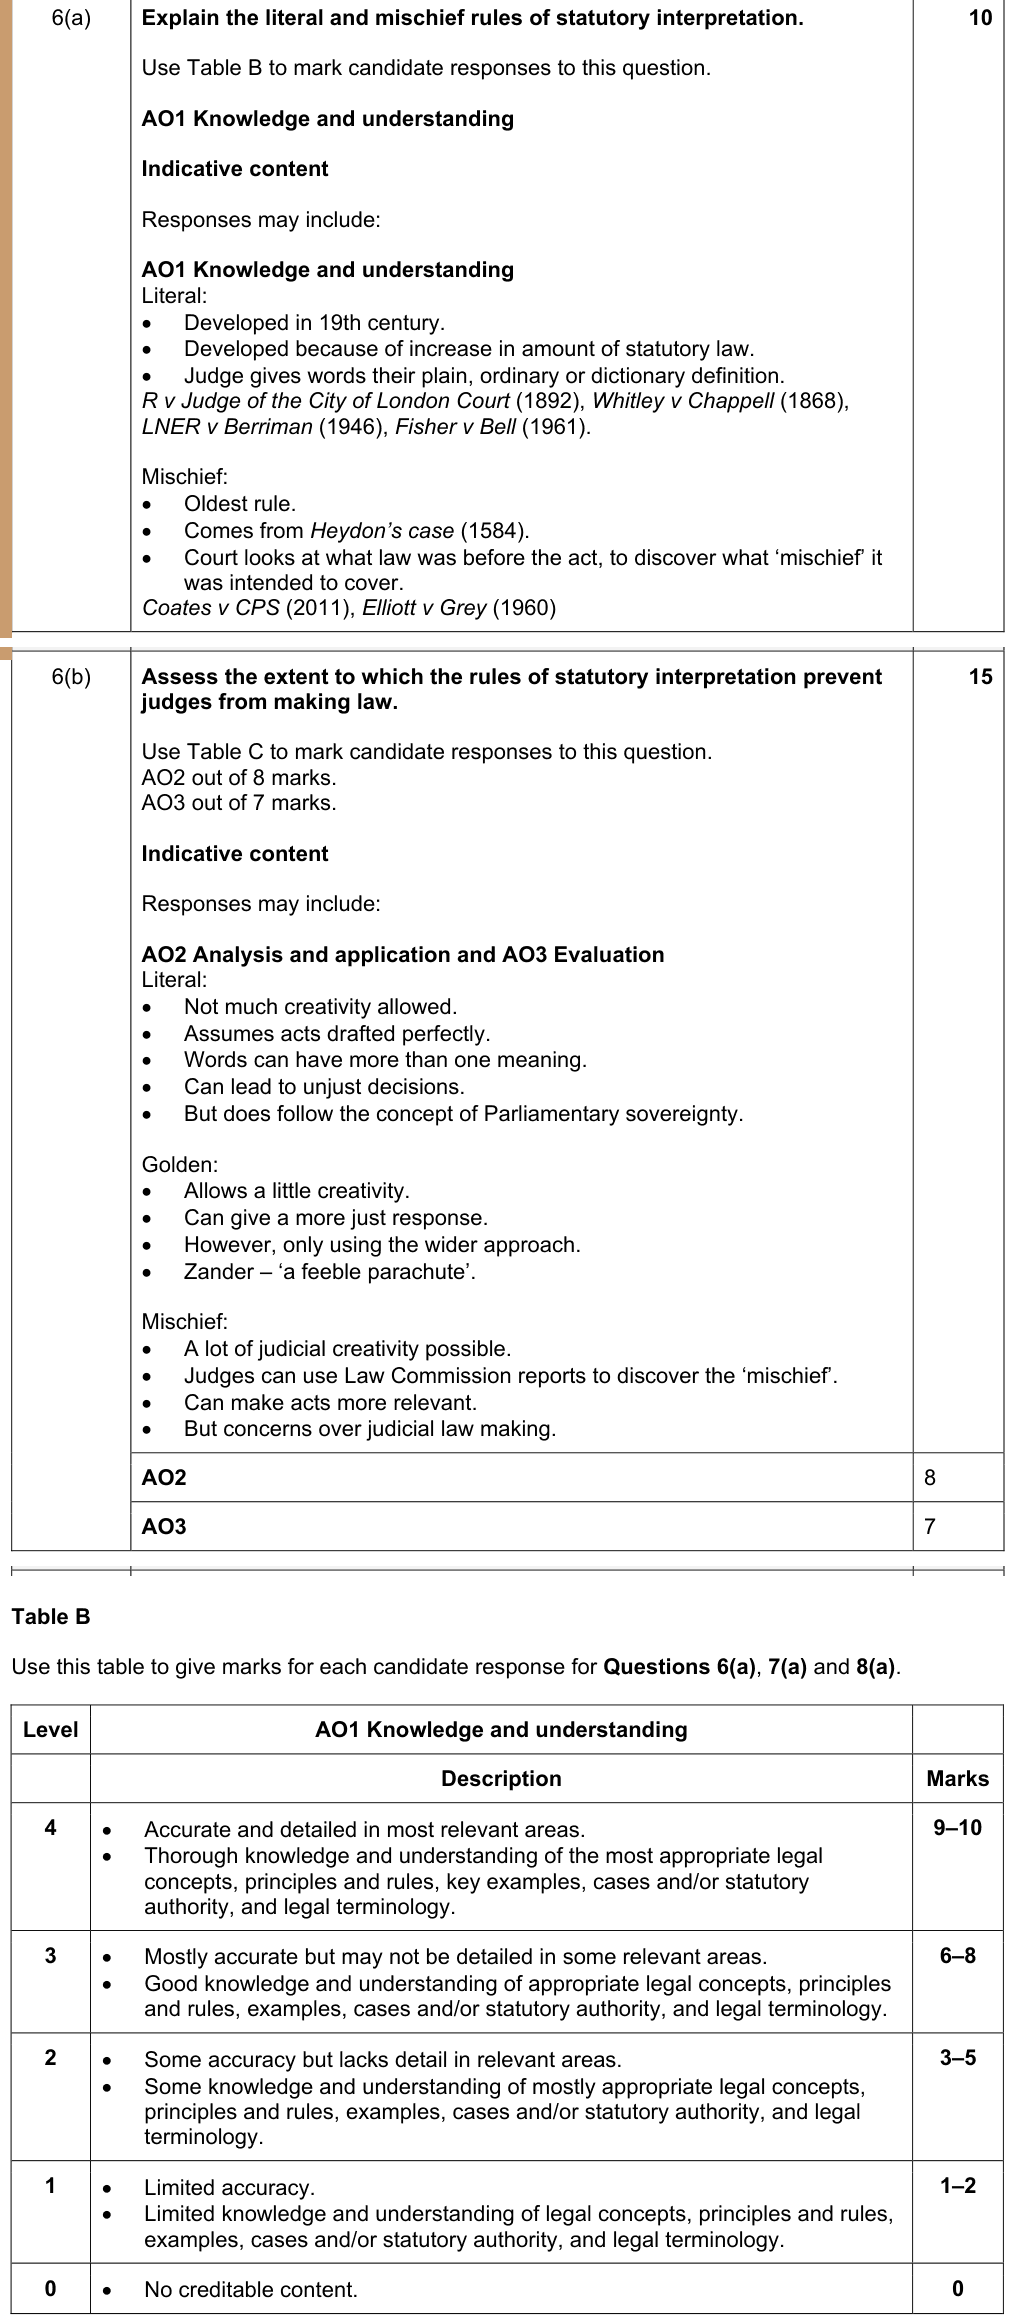 6(a) Explain the literal and mischief rules of statutory interpretation. 10
Use Table B to mark candidate responses to this question.
AO1 Knowledge and understanding
Indicative content
Responses may include:
AO1 Knowledge and understanding
Literal:
• Developed in 19th century.
• Developed because of increase in amount of statutory law.
• Judge gives words their plain, ordinary or dictionary definition.
R v Judge of the City of London Court (1892), Whitley v Chappell (1868),
LNER v Berriman (1946), Fisher v Bell (1961).
Mischief:
• Oldest rule.
• Comes from Heydon’s case (1584).
• Court looks at what law was before the act, to discover what ‘mischief’ it
was intended to cover.
Coates v CPS (2011), Elliott v Grey (1960)
6(b) Assess the extent to which the rules of statutory interpretation prevent 15
judges from making law.
Use Table C to mark candidate responses to this question.
AO2 out of 8 marks.
AO3 out of 7 marks.
Indicative content
Responses may include:
AO2 Analysis and application and AO3 Evaluation
Literal:
• Not much creativity allowed.
• Assumes acts drafted perfectly.
• Words can have more than one meaning.
• Can lead to unjust decisions.
• But does follow the concept of Parliamentary sovereignty.
Golden:
• Allows a little creativity.
• Can give a more just response.
• However, only using the wider approach.
• Zander – ‘a feeble parachute’.
Mischief:
• A lot of judicial creativity possible.
• Judges can use Law Commission reports to discover the ‘mischief’.
• Can make acts more relevant.
• But concerns over judicial law making.
AO2 8
AO3 7
Table B
Use this table to give marks for each candidate response for Questions 6(a), 7(a) and 8(a).
Level AO1 Knowledge and understanding
Description Marks
4 • Accurate and detailed in most relevant areas. 9–10
• Thorough knowledge and understanding of the most appropriate legal
concepts, principles and rules, key examples, cases and/or statutory
authority, and legal terminology.
3 • Mostly accurate but may not be detailed in some relevant areas. 6–8
• Good knowledge and understanding of appropriate legal concepts, principles
and rules, examples, cases and/or statutory authority, and legal terminology.
2 • Some accuracy but lacks detail in relevant areas. 3–5
• Some knowledge and understanding of mostly appropriate legal concepts,
principles and rules, examples, cases and/or statutory authority, and legal
terminology.
1 • Limited accuracy. 1–2
• Limited knowledge and understanding of legal concepts, principles and rules,
examples, cases and/or statutory authority, and legal terminology.
0 • No creditable content. 0